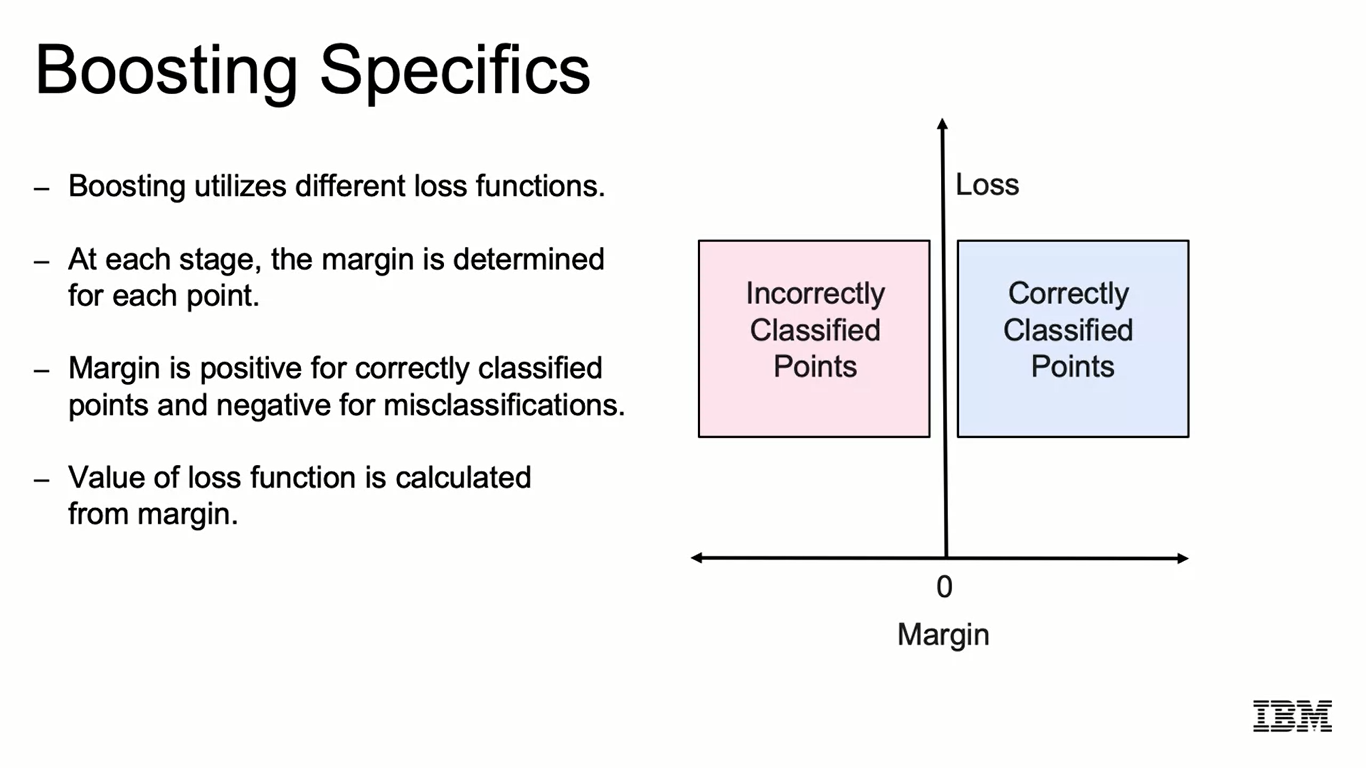 Boosting Specifics
– Boosting utilizes different loss functions.
– At each stage, the margin is determined
for each point.
– Margin is positive for correctly classified
points and negative for misclassifications.
– Value of loss function is calculated
from margin.
Loss
Incorrectly
Classified
Points
Correctly
Classified
Points
0
Margin
IBM